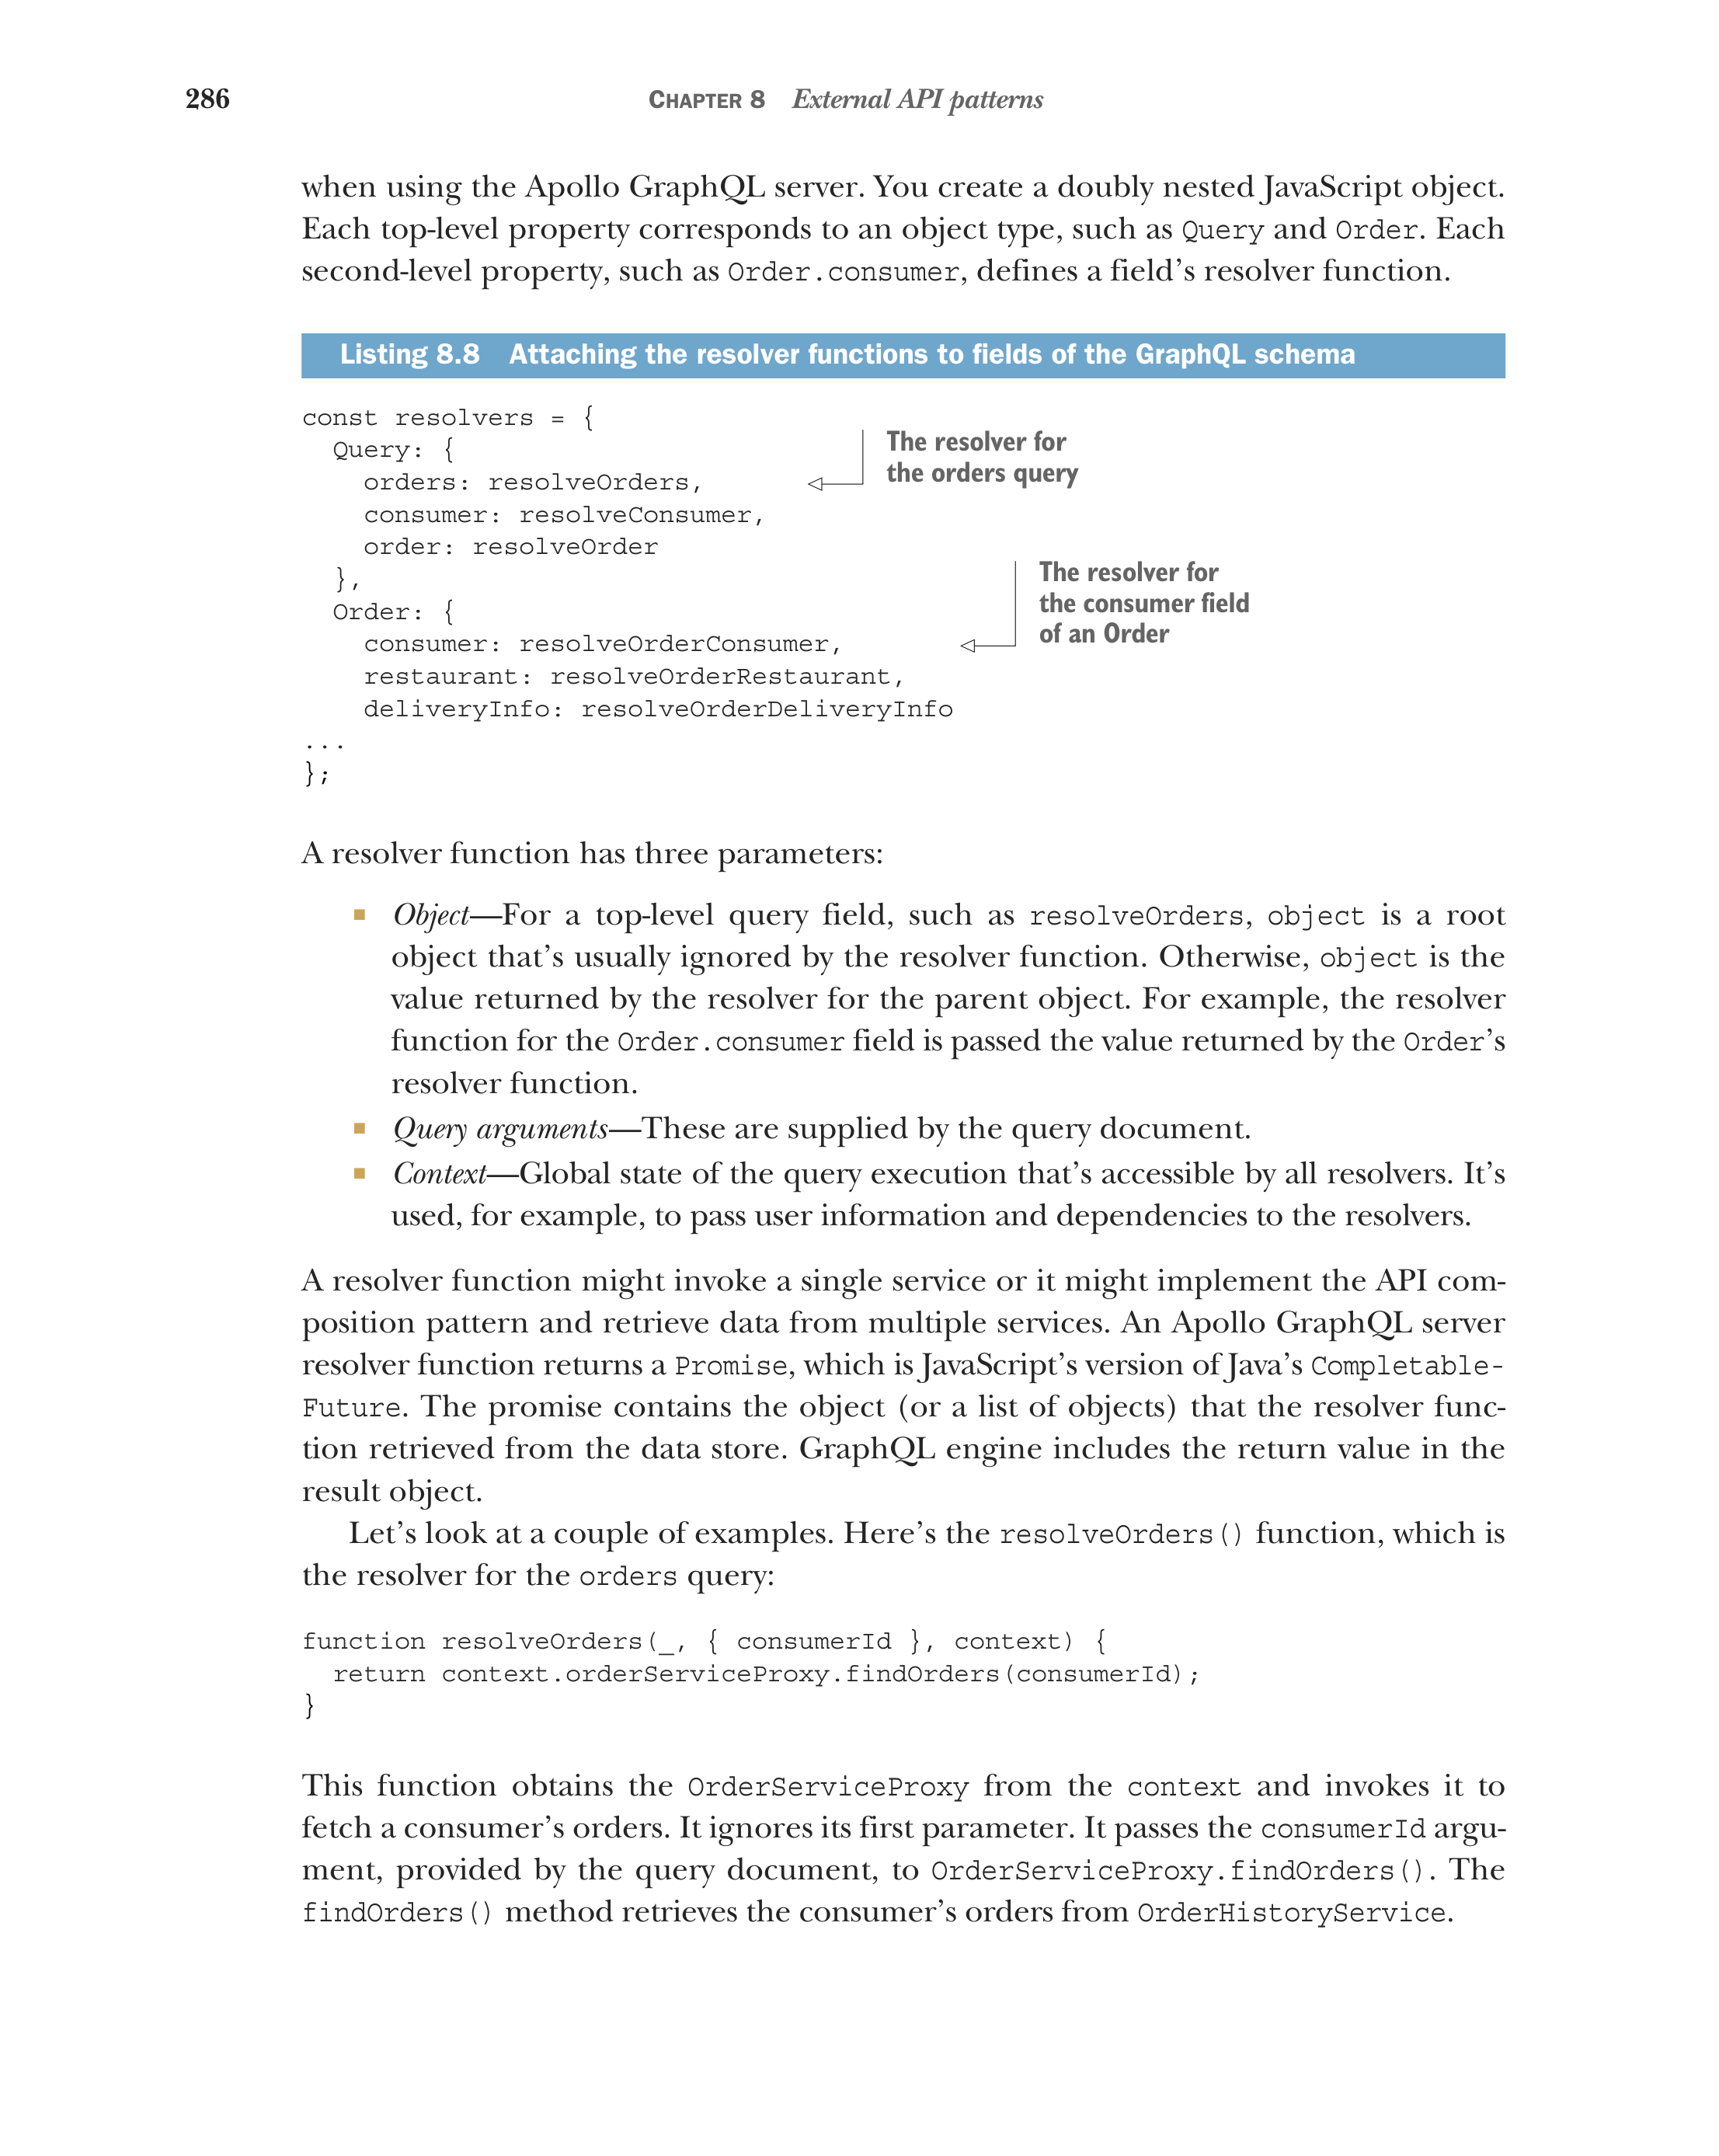 286
CHAPTER 8 External API patterns
when using the Apollo GraphQL server. You create a doubly nested JavaScript object.
Each top-level property corresponds to an object type, such as Query and Order. Each
second-level property, such as Order.consumer, defines a field's resolver function.
Listing 8.8 Attaching the resolver functions to fields of the GraphQL schema
const resolvers = {
  Query: {
    orders: resolveOrders,
The resolver for
the orders query
    consumer: resolveConsumer,
    order: resolveOrder
  },
  Order: {
    consumer: resolveOrderConsumer,
The resolver for
the consumer field
of an Order
    restaurant: resolveOrderRestaurant,
    deliveryInfo: resolveOrderDeliveryInfo
...
};
A resolver function has three parameters:
■ Object—For a top-level query field, such as resolveOrders, object is a root
object that's usually ignored by the resolver function. Otherwise, object is the
value returned by the resolver for the parent object. For example, the resolver
function for the Order.consumer field is passed the value returned by the Order's
resolver function.
■ Query arguments—These are supplied by the query document.
■ Context—Global state of the query execution that's accessible by all resolvers. It's
used, for example, to pass user information and dependencies to the resolvers.
A resolver function might invoke a single service or it might implement the API com-
position pattern and retrieve data from multiple services. An Apollo GraphQL server
resolver function returns a Promise, which is JavaScript's version of Java's Completable-
Future. The promise contains the object (or a list of objects) that the resolver func-
tion retrieved from the data store. GraphQL engine includes the return value in the
result object.
Let's look at a couple of examples. Here's the resolveOrders() function, which is
the resolver for the orders query:
function resolveOrders(_, { consumerId }, context) {
  return context.orderServiceProxy.findOrders(consumerId);
}
This function obtains the OrderServiceProxy from the context and invokes it to
fetch a consumer's orders. It ignores its first parameter. It passes the consumerId argu-
ment, provided by the query document, to OrderServiceProxy.findOrders(). The
findOrders() method retrieves the consumer's orders from OrderHistoryService.